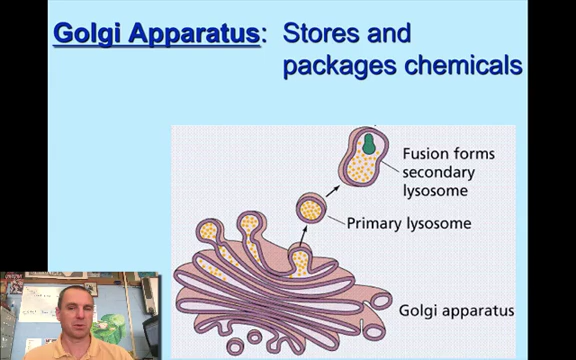 Golgi Apparatus: Stores and
packages chemicals
Fusion forms
secondary
lysosome
Primary lysosome
Golgi apparatus